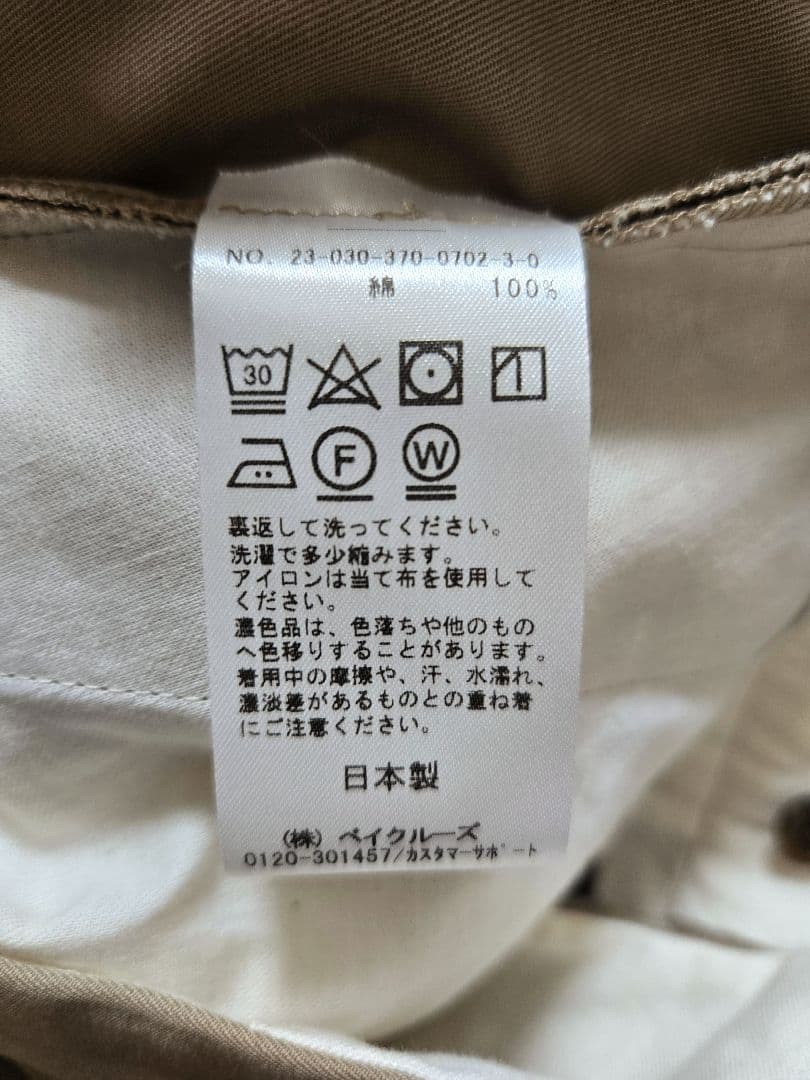 NO. 23-030-370-0702-3-0
綿 100%
30
F W
裏返して洗ってください。
洗濯で多少縮みます。
アイロンは当て布を使用して
ください。
濃色品は、色落ちや他のもの
へ色移りすることがあります。
着用中の摩擦や、汗、水濡れ、
濃淡差があるものとの重ね着
にご注意ください。
日本製
(株) ベイクルーズ
0120-301457/カスタマーサポート